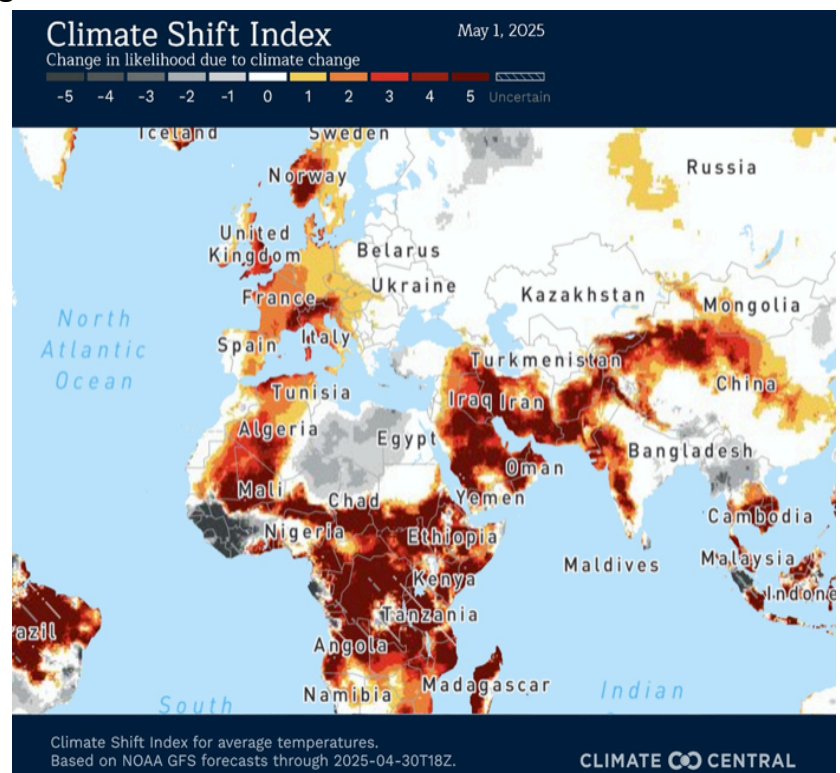 Climate Shift Index
May 1, 2025
Change in likelihood due to climate change
-5 -4 -3 -2 -1 0 1 2 3 4 5 Uncertain
Iceland
Sweden
Norway
Russia
United
Kingdom
Belarus
Ukraine
France
Kazakhstan
Mongolia
North
Atlantic
Ocean
Spain
Italy
Turkmenistan
China
Tunisia
Iraq
Iran
Algeria
Egypt
Bangladesh
Oman
Mali
Chad
Yemen
Cambodia
Nigeria
Ethiopia
Maldives
Malaysia
Kenya
Indone
Tanzania
azil
Angola
Namibia
Madagascar
Indian
South
Climate Shift Index for average temperatures.
Based on NOAA GFS forecasts through 2025-04-30T18Z.
CLIMATE CENTRAL